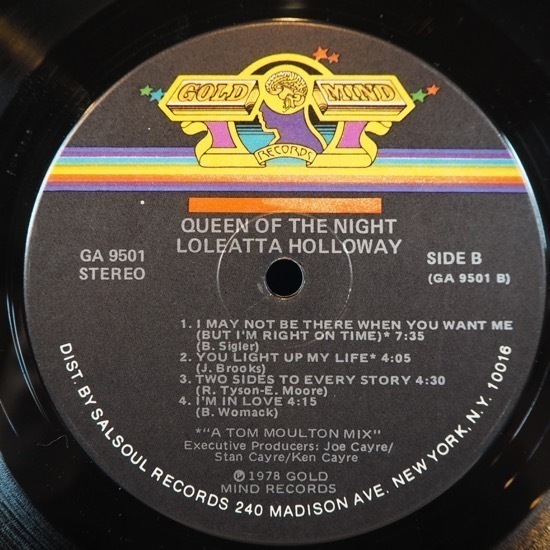 GOLD MIND
RECORDS
QUEEN OF THE NIGHT
LOLEATTA HOLLOWAY
GA 9501
STEREO
SIDE B
(GA 9501 B)
1. I MAY NOT BE THERE WHEN YOU WANT ME
(BUT I'M RIGHT ON TIME)* 7:35
(B. Sigler)
2. YOU LIGHT UP MY LIFE* 4:05
(J. Brooks)
3. TWO SIDES TO EVERY STORY 4:30
(R. Tyson-E. Moore)
4. I'M IN LOVE 4:15
(B. Womack)
*"A TOM MOULTON MIX"
Executive Producers: Joe Cayre/
Stan Cayre/Ken Cayre
℗ 1978 GOLD
MIND RECORDS
DIST. BY SALSOUL RECORDS 240 MADISON AVE. NEW YORK, N.Y. 10016